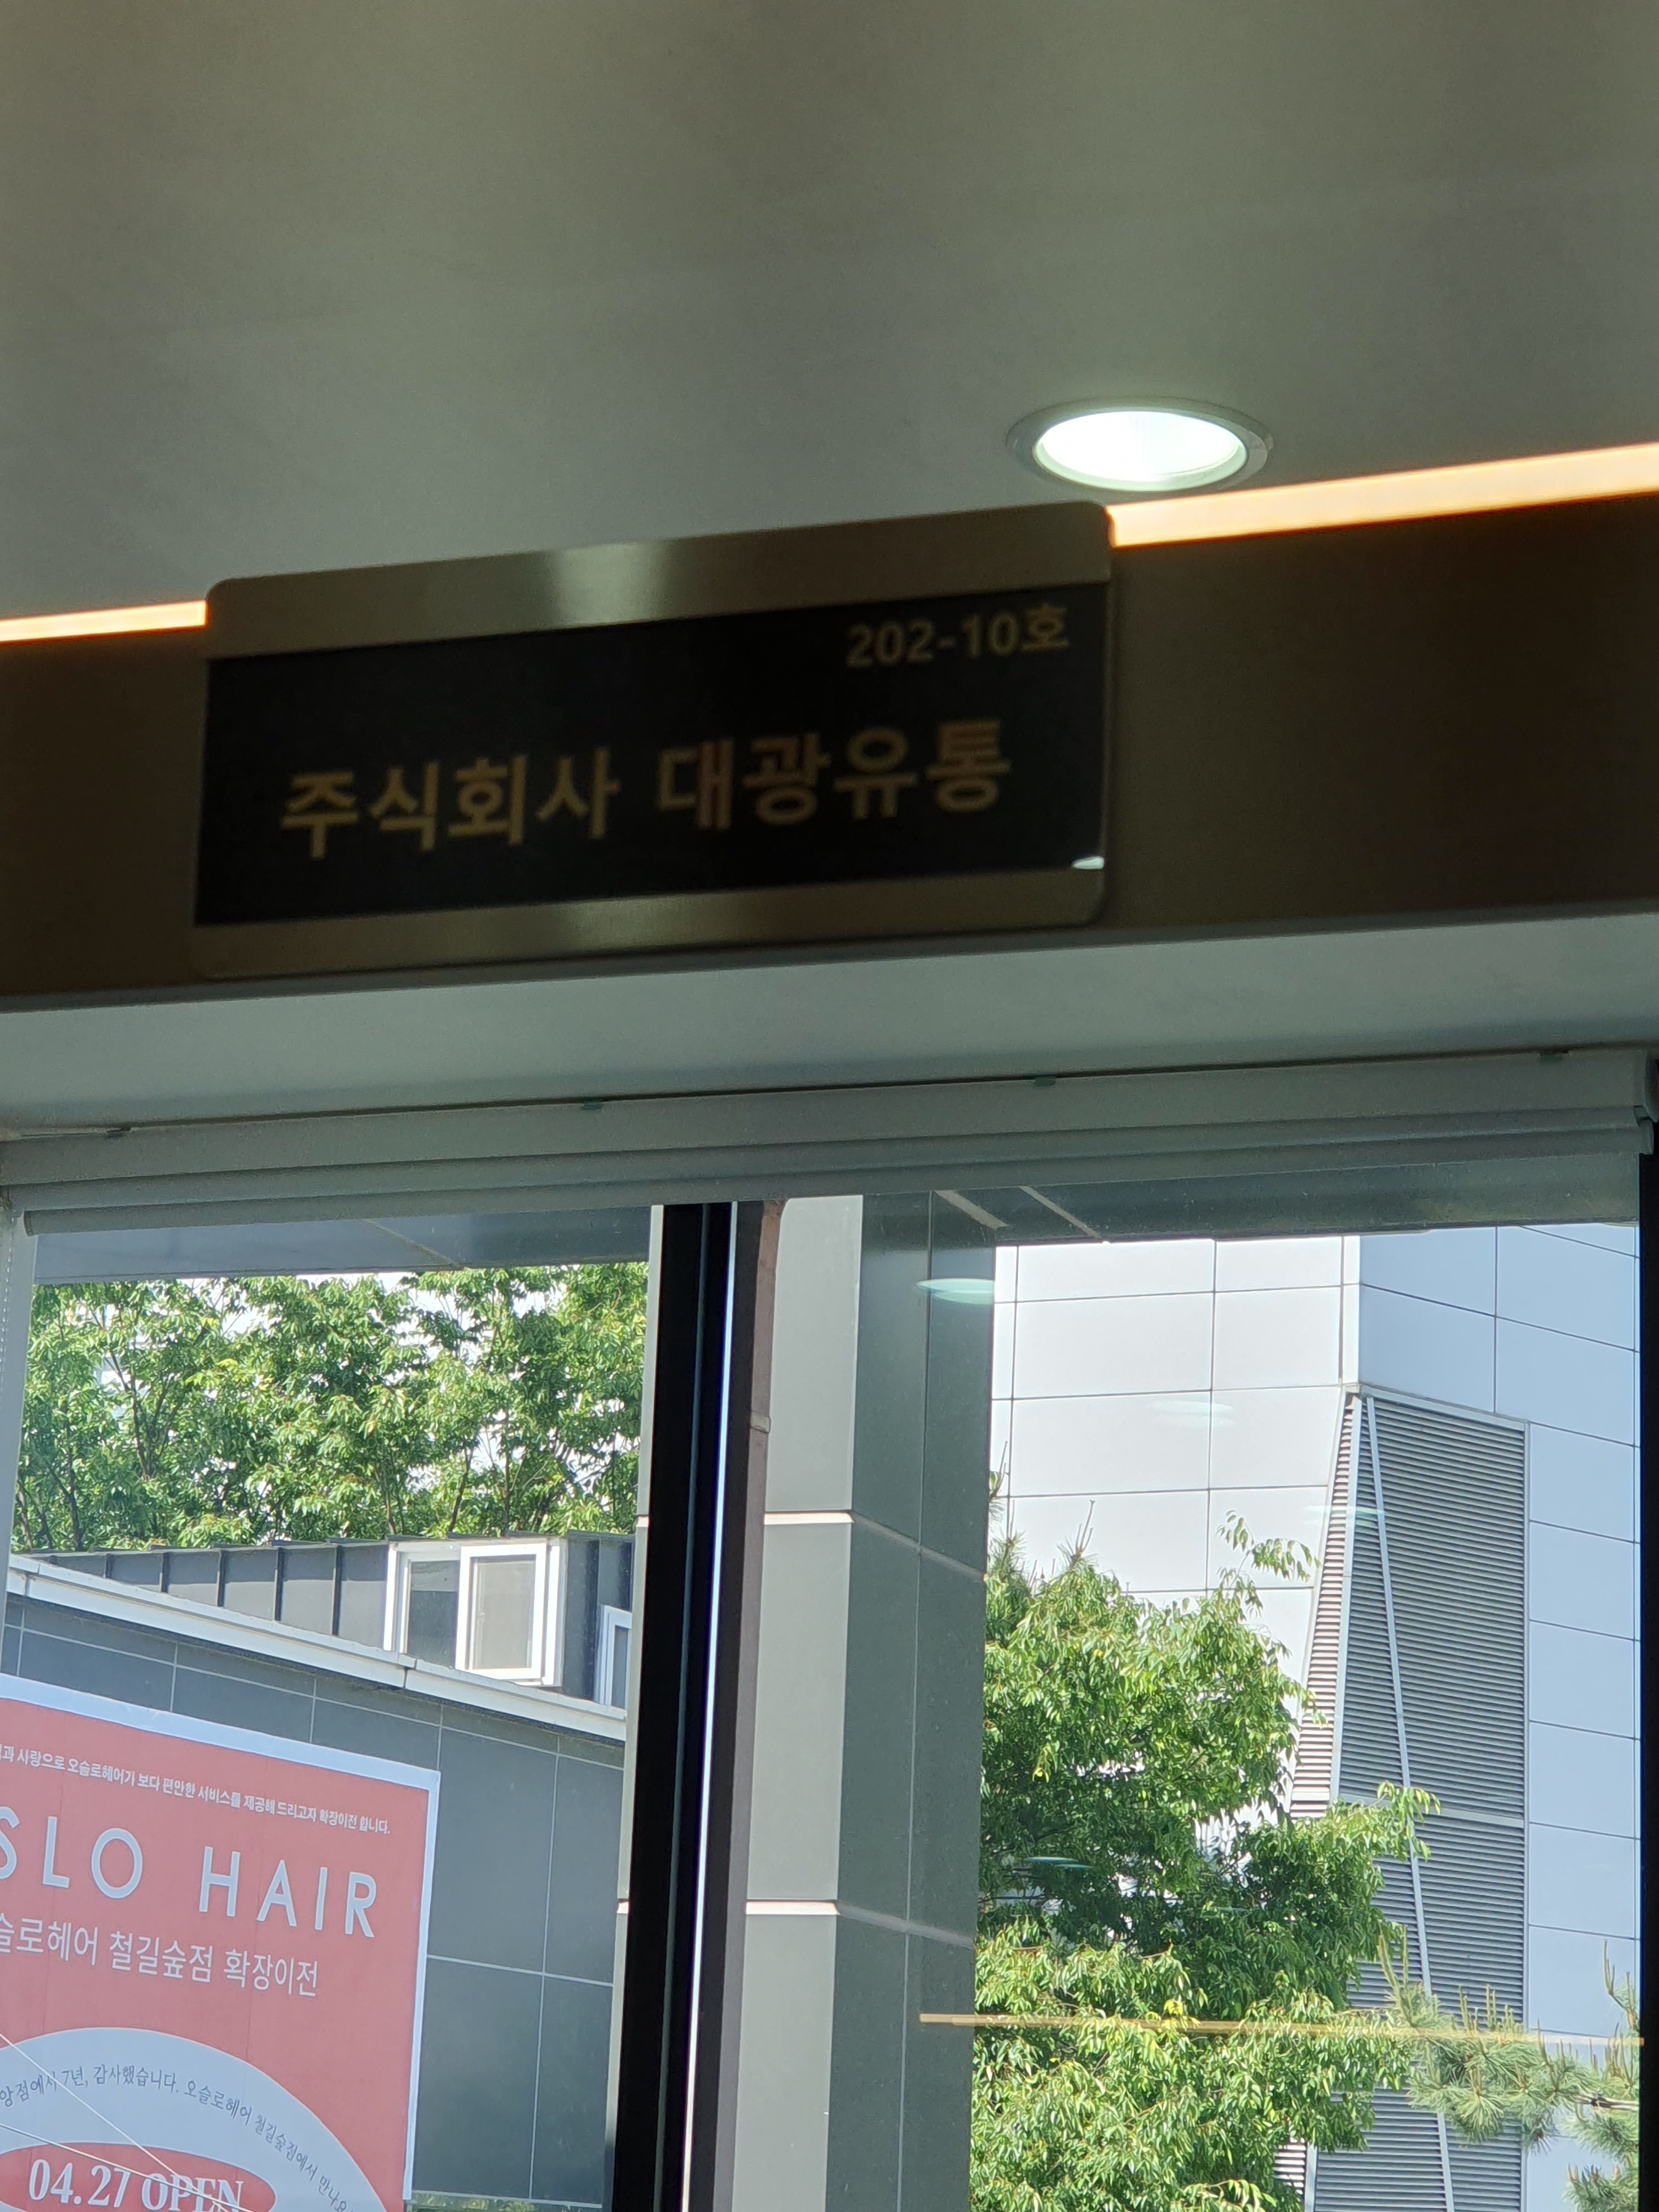 202-10호
주식회사 대광유통
사랑으로 오슬로헤어가 보다 편안한 서비스를 제공해 드리고자 확장이전 합니다.
SLO HAIR
슬로헤어 철길숲점 확장이전
앙점에서 7년, 감사했습니다. 오슬로헤어 철길숲점에서 만나요
04.27 OPEN